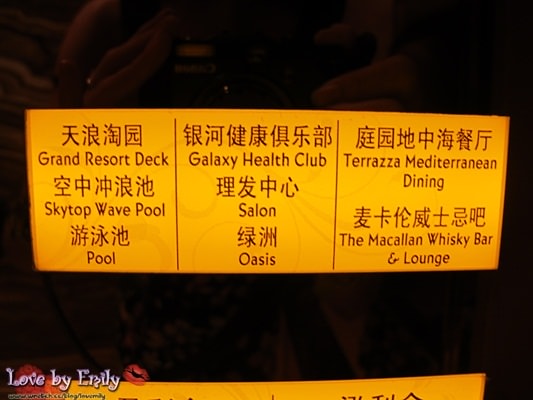 天浪淘园
Grand Resort Deck
空中冲浪池
Skytop Wave Pool
游泳池
Pool
银河健康俱乐部
Galaxy Health Club
理发中心
Salon
绿洲
Oasis
庭园地中海餐厅
Terrazza Mediterranean
Dining
麦卡伦威士忌吧
The Macallan Whisky Bar
& Lounge
Love by Emily